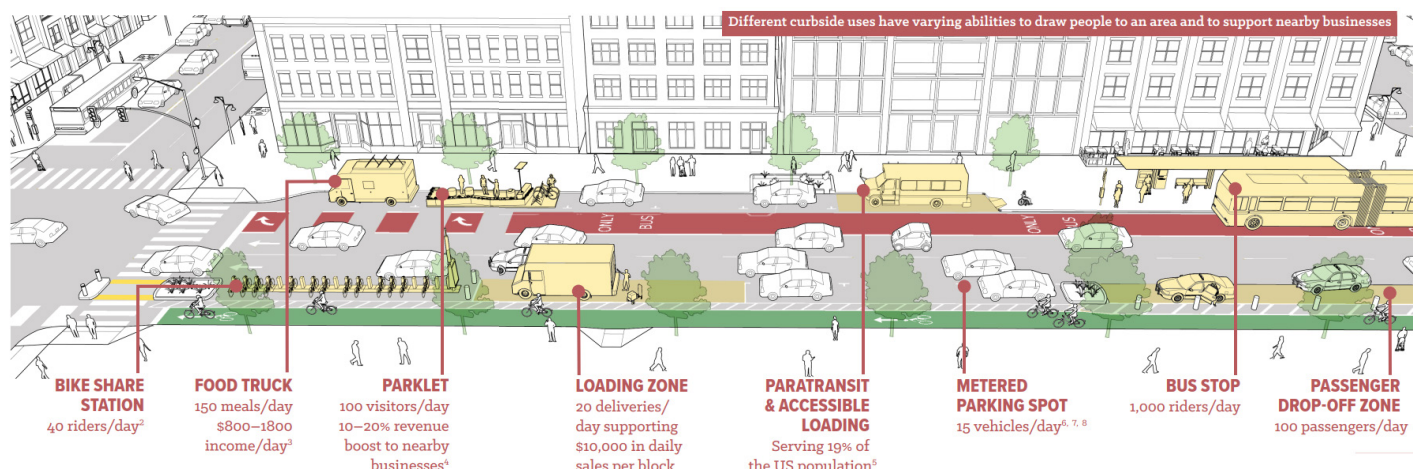 Different curbside uses have varying abilities to draw people to an area and to support nearby businesses
ONLY
BUS
ONLY
BUS
BIKE SHARE
STATION
40 riders/day²
FOOD TRUCK
150 meals/day
$800–1800
income/day³
PARKLET
100 visitors/day
10–20% revenue
boost to nearby
businesses⁴
LOADING ZONE
20 deliveries/
day supporting
$10,000 in daily
sales per block
PARATRANSIT
& ACCESSIBLE
LOADING
Serving 19% of
the US population⁵
METERED
PARKING SPOT
15 vehicles/day⁶, ⁷, ⁸
BUS STOP
1,000 riders/day
PASSENGER
DROP-OFF ZONE
100 passengers/day